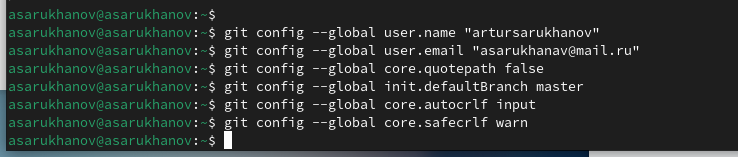 asarukhanov@asarukhanov:~$
asarukhanov@asarukhanov:~$ git config --global user.name "artursarukhanov"
asarukhanov@asarukhanov:~$ git config --global user.email "asarukhanav@mail.ru"
asarukhanov@asarukhanov:~$ git config --global core.quotepath false
asarukhanov@asarukhanov:~$ git config --global init.defaultBranch master
asarukhanov@asarukhanov:~$ git config --global core.autocrlf input
asarukhanov@asarukhanov:~$ git config --global core.safecrlf warn
asarukhanov@asarukhanov:~$